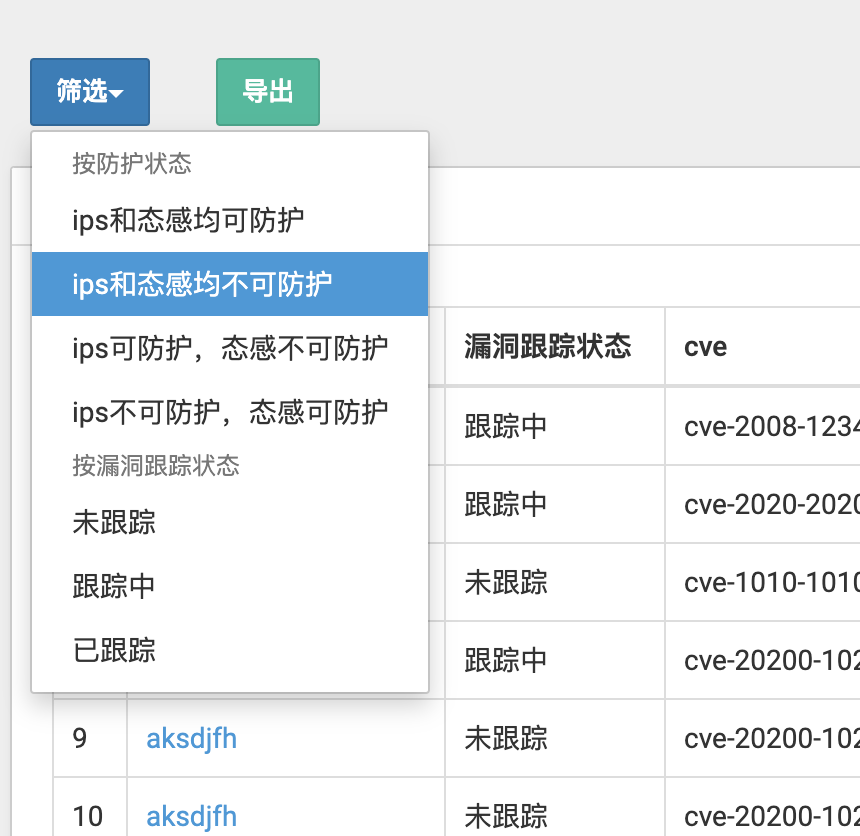 筛选 导出
按防护状态
ips和态感均可防护
ips和态感均不可防护
ips可防护，态感不可防护
ips不可防护，态感可防护
按漏洞跟踪状态
未跟踪
跟踪中
已跟踪
漏洞跟踪状态 cve
跟踪中 cve-2008-1234
跟踪中 cve-2020-2020
未跟踪 cve-1010-1010
跟踪中 cve-20200-102
9 aksdjfh 未跟踪 cve-20200-102
10 aksdjfh 未跟踪 cve-20200-102